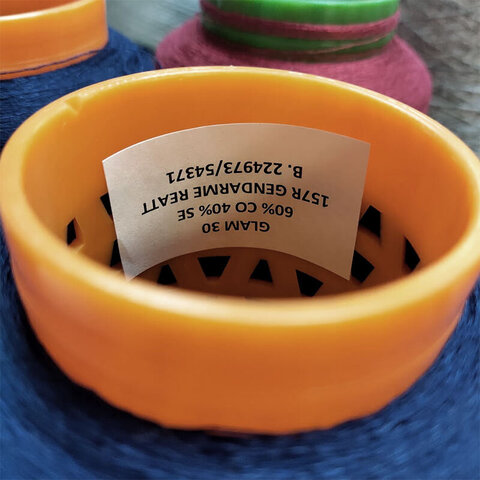 GLAM 30
60% CO 40% SE
157R GENDARME REATT
B. 224973/54371